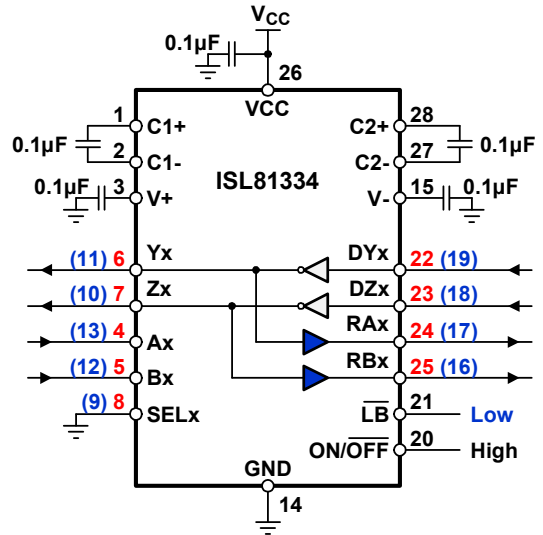 VCC
0.1µF
26
VCC
1 C1+ C2+ 28
0.1µF 0.1µF
2 C1- C2- 27
ISL81334
0.1µF 3 V+ V- 15 0.1µF
(11) 6 Yx DYx 22 (19)
(10) 7 Zx DZx 23 (18)
(13) 4 Ax RAx 24 (17)
(12) 5 Bx RBx 25 (16)
(9) 8 SELx LB 21 Low
ON/OFF 20 High
GND
14